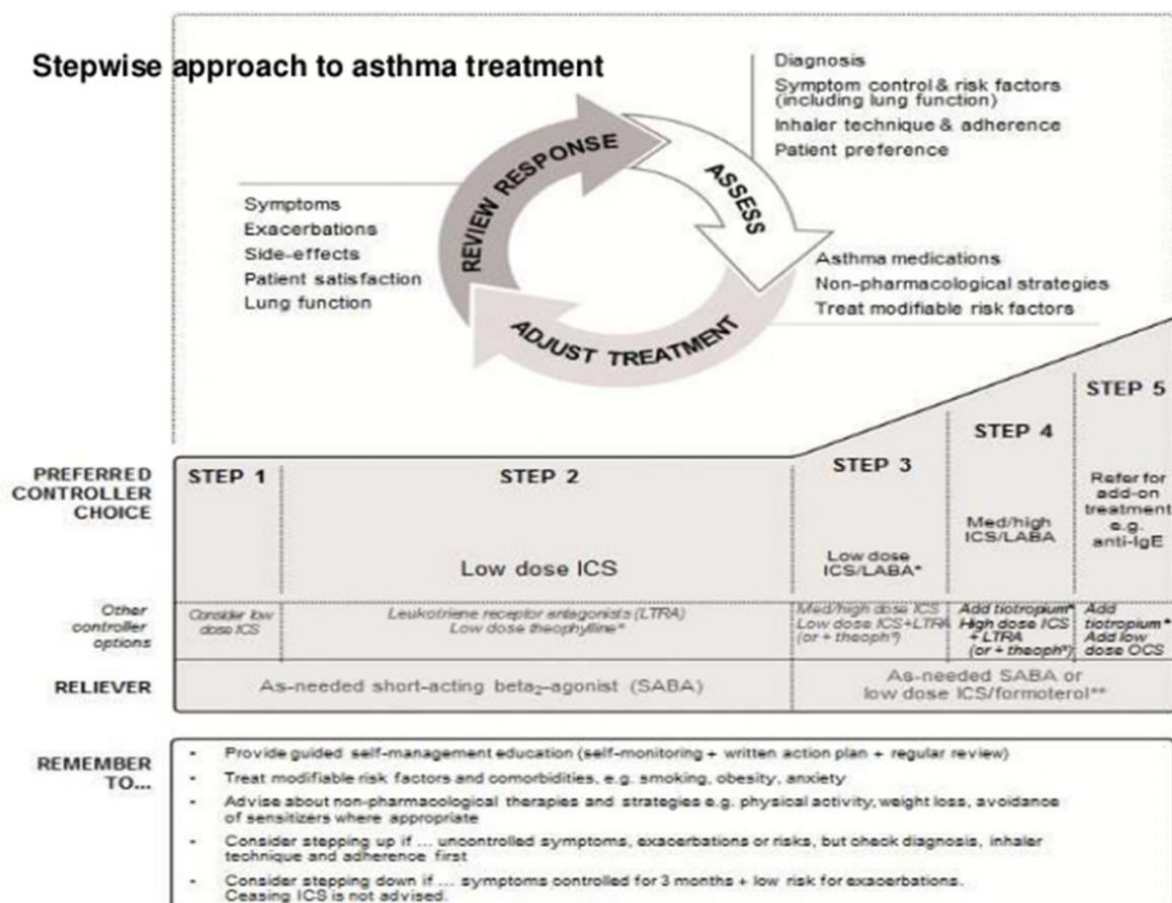 Stepwise approach to asthma treatment
Diagnosis
Symptom control & risk factors
(including lung function)
Inhaler technique & adherence
Patient preference
REVIEW RESPONSE
ASSESS
ADJUST TREATMENT
Symptoms
Exacerbations
Side-effects
Patient satisfaction
Lung function
Asthma medications
Non-pharmacological strategies
Treat modifiable risk factors
PREFERRED
CONTROLLER
CHOICE
STEP 1
STEP 2
Low dose ICS
STEP 3
Low dose
ICS/LABA*
STEP 4
Med/high
ICS/LABA
STEP 5
Refer for
add-on
treatment
e.g.
anti-IgE
Other
controller
options
Consider low
dose ICS
Leukotriene receptor antagonists (LTRA)
Low dose theophylline*
Med/high dose ICS
Low dose ICS+LTRA
(or + theoph*)
Add tiotropium*
High dose ICS
+ LTRA
(or + theoph*)
Add
tiotropium*
Add low
dose OCS
RELIEVER
As-needed short-acting beta₂-agonist (SABA)
As-needed SABA or
low dose ICS/formoterol**
REMEMBER
TO...
• Provide guided self-management education (self-monitoring + written action plan + regular review)
• Treat modifiable risk factors and comorbidities, e.g. smoking, obesity, anxiety
• Advise about non-pharmacological therapies and strategies e.g. physical activity, weight loss, avoidance
of sensitizers where appropriate
• Consider stepping up if ... uncontrolled symptoms, exacerbations or risks, but check diagnosis, inhaler
technique and adherence first
• Consider stepping down if ... symptoms controlled for 3 months + low risk for exacerbations.
Ceasing ICS is not advised.